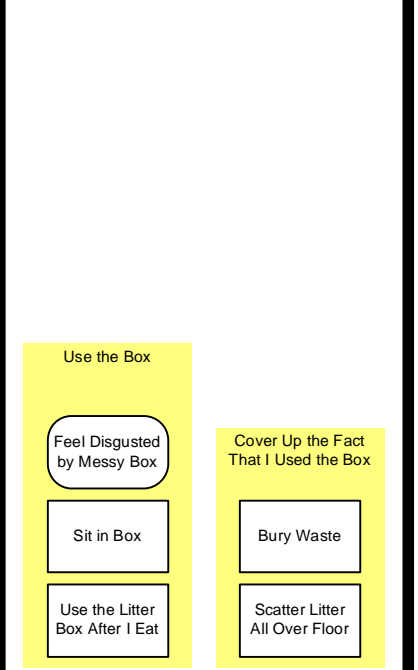 Use the Box
Feel Disgusted
by Messy Box
Sit in Box
Use the Litter
Box After I Eat
Cover Up the Fact
That I Used the Box
Bury Waste
Scatter Litter
All Over Floor